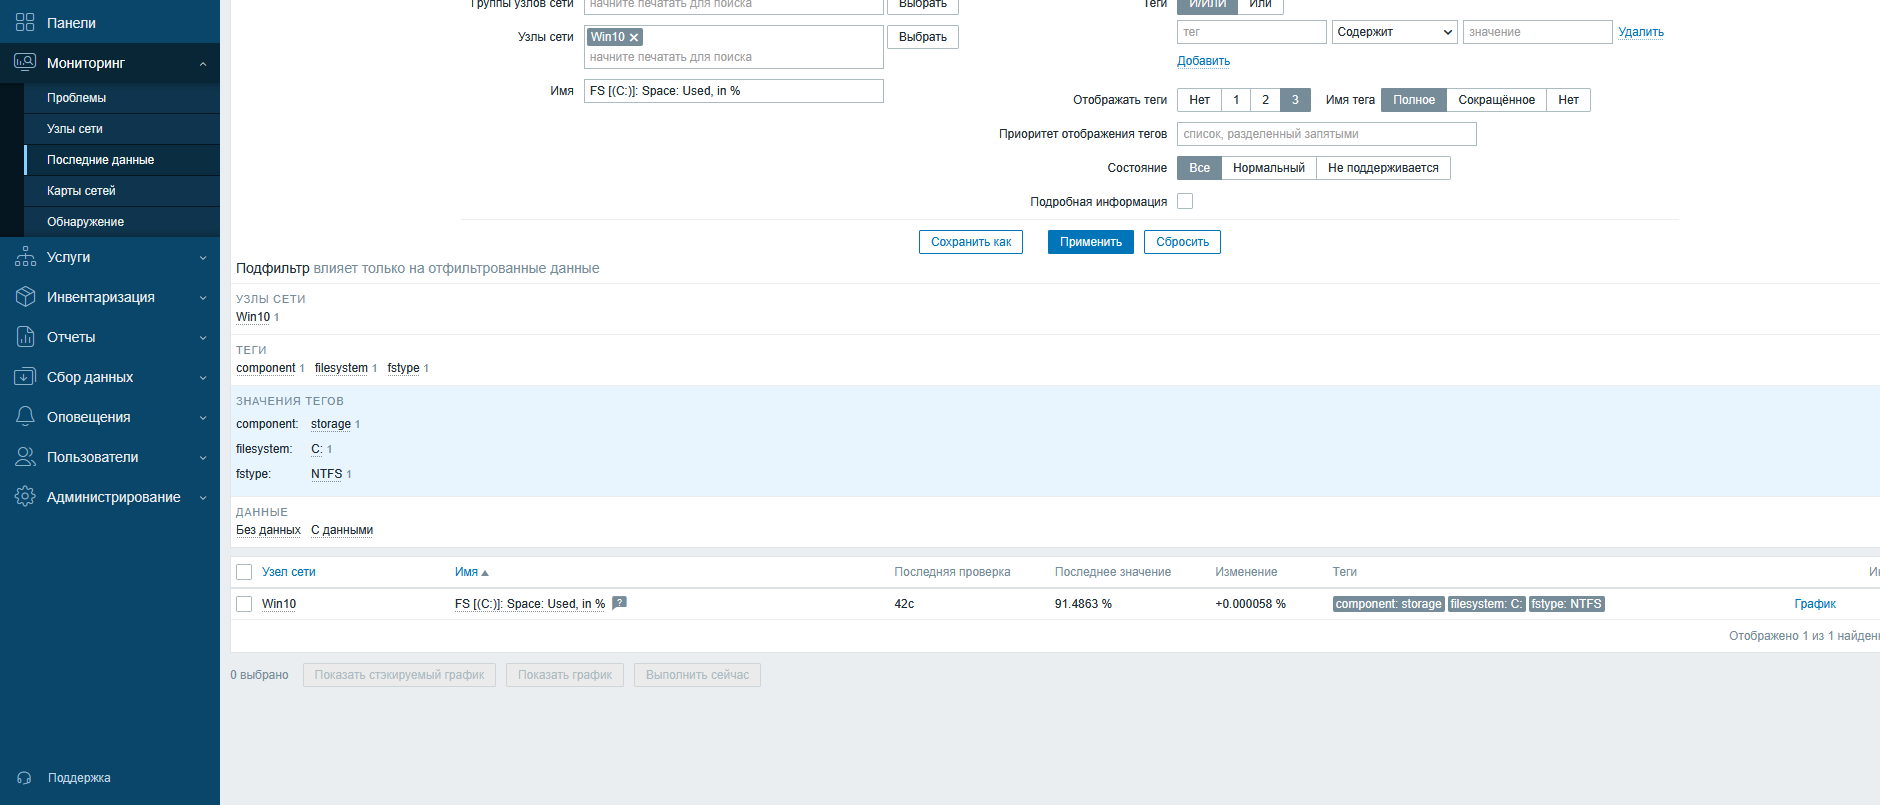 Панели
Мониторинг
Проблемы
Узлы сети
Последние данные
Карты сетей
Обнаружение
Услуги
Инвентаризация
Отчеты
Сбор данных
Оповещения
Пользователи
Администрирование
Поддержка
Группы узлов сети начните печатать для поиска Выбрать
Узлы сети Win10 Выбрать
начните печатать для поиска
Имя FS [(C:)]: Space: Used, in %
Теги И/ИЛИ Или
тег Содержит значение Удалить
Добавить
Отображать теги Нет 1 2 3 Имя тега Полное Сокращённое Нет
Приоритет отображения тегов список, разделенный запятыми
Состояние Все Нормальный Не поддерживается
Подробная информация
Сохранить как Применить Сбросить
Подфильтр влияет только на отфильтрованные данные
УЗЛЫ СЕТИ
Win10 1
ТЕГИ
component 1 filesystem 1 fstype 1
ЗНАЧЕНИЯ ТЕГОВ
component: storage 1
filesystem: C: 1
fstype: NTFS 1
ДАННЫЕ
Без данных С данными
Узел сети Имя Последняя проверка Последнее значение Изменение Теги
Win10 FS [(C:)]: Space: Used, in % ? 42с 91.4863 % +0.000058 % component: storage filesystem: C: fstype: NTFS График
Отображено 1 из 1
0 выбрано Показать стэкируемый график Показать график Выполнить сейчас